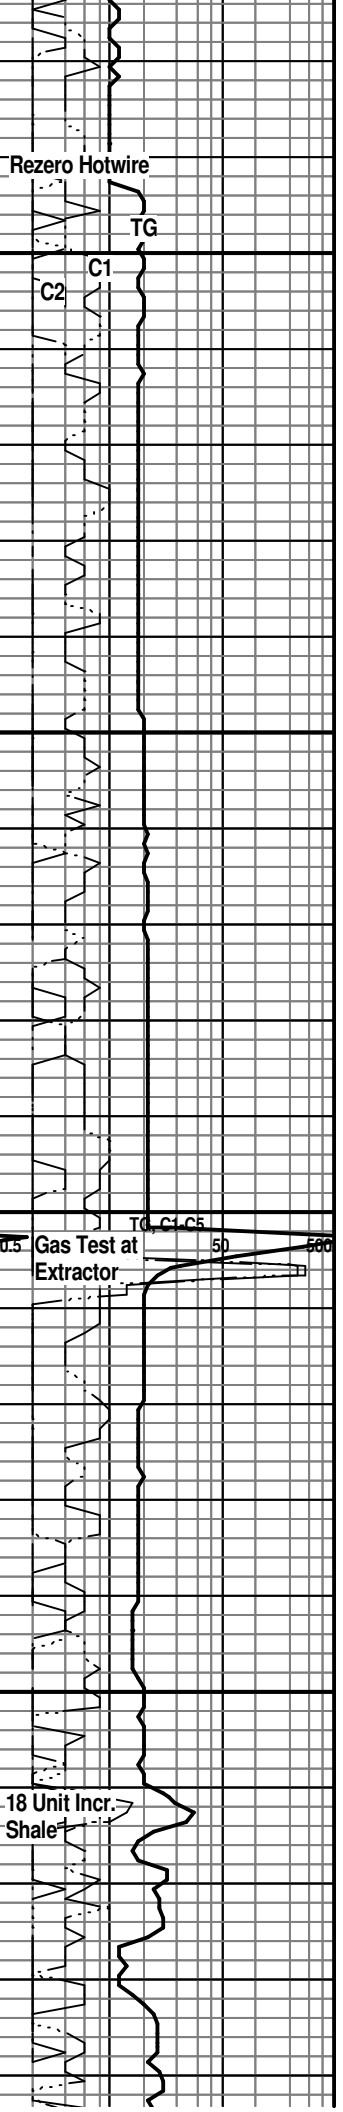 Rezero Hotwire
TG
C1
C2
TG, C1-C5
0.5
50
500
Gas Test at
Extractor
18 Unit Incr.
Shale